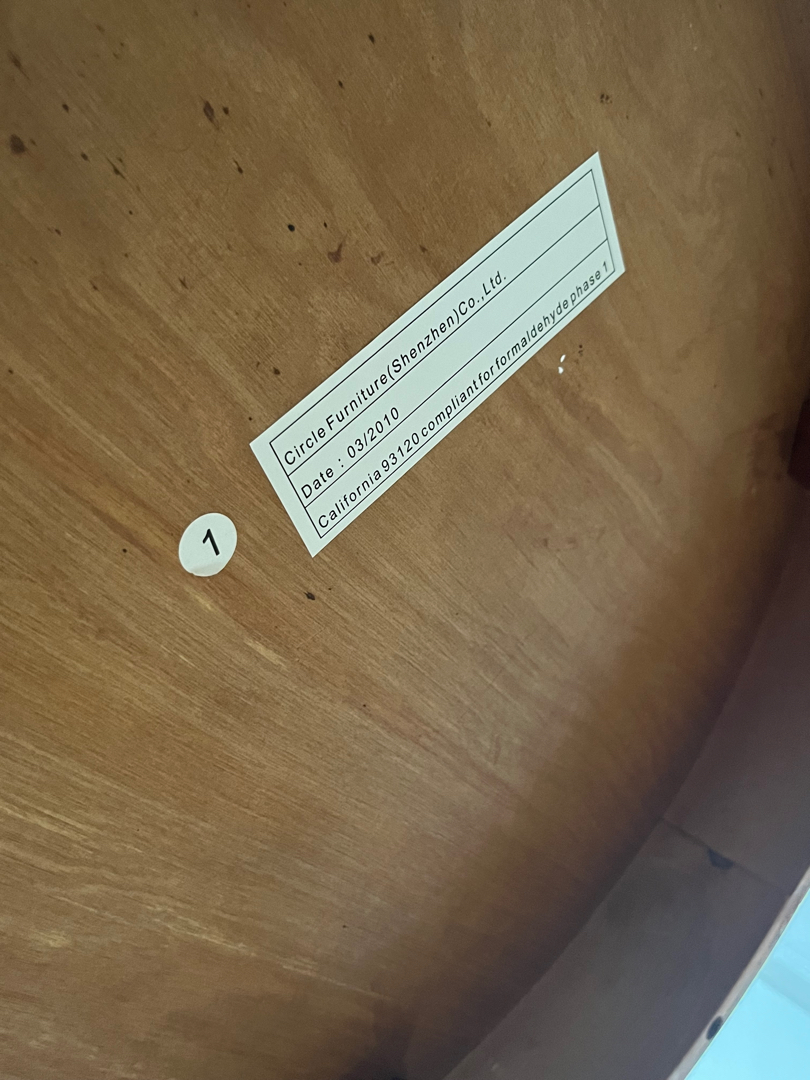 Circle Furniture(Shenzhen)Co.,Ltd.
Date : 03/2010
California 93120 compliant for formaldehyde phase 1
1